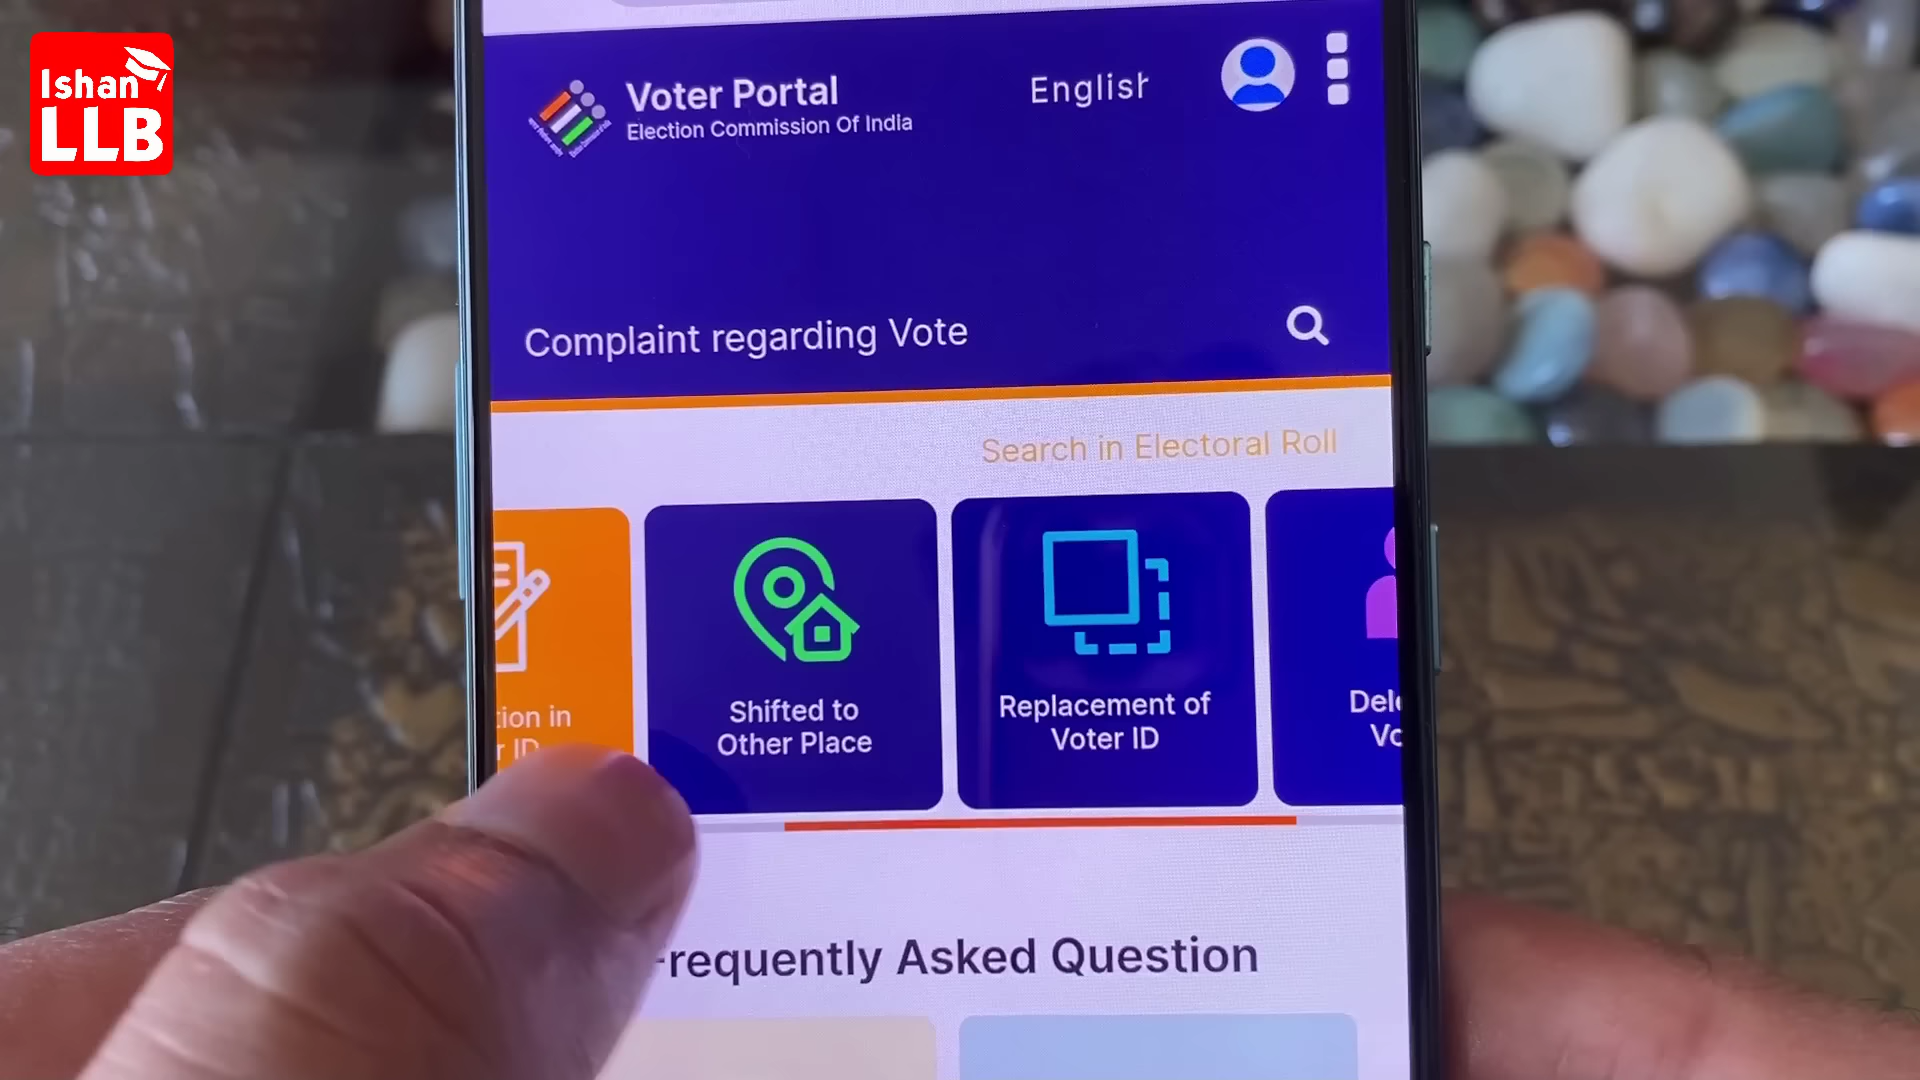 Ishan
LLB
Voter Portal
Election Commission Of India
English
Complaint regarding Vote
Search in Electoral Roll
tion in
r ID
Shifted to
Other Place
Replacement of
Voter ID
Del
Vo
Frequently Asked Question